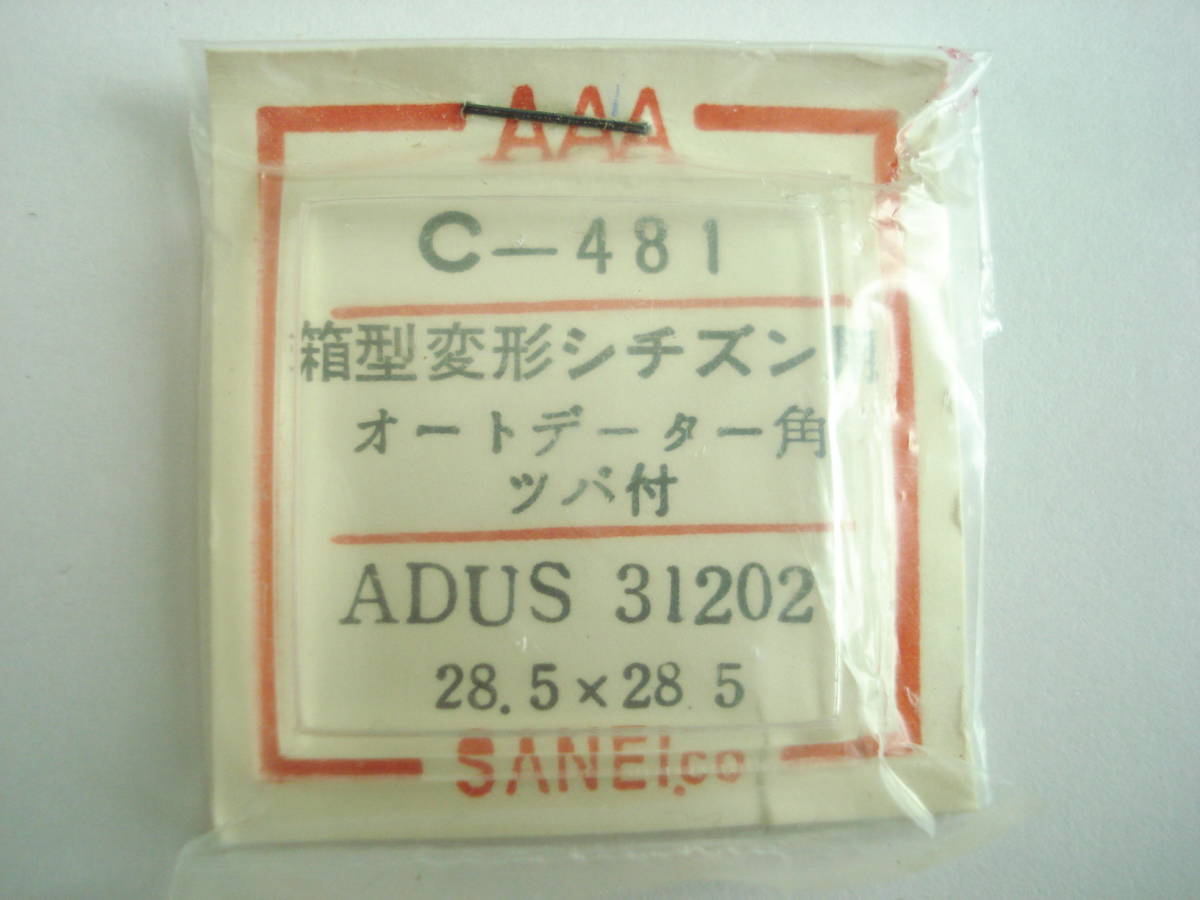 AAA
C-481
箱型変形シチズン用
オートデーター角
ツバ付
ADUS 31202
28.5×28 5
SANEI.co